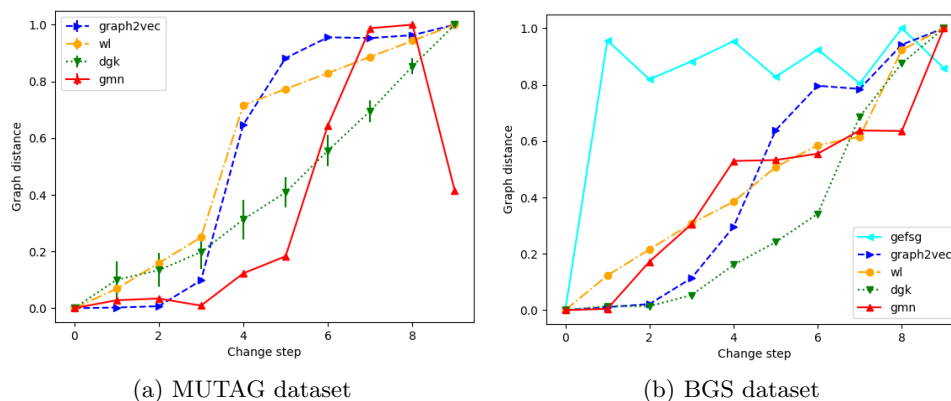 1.0
0.8
0.6
0.4
0.2
0.0
Graph distance
graph2vec
wl
dgk
gmn
0 2 4 6 8
Change step
(a) MUTAG dataset
1.0
0.8
0.6
0.4
0.2
0.0
Graph distance
gefsg
graph2vec
wl
dgk
gmn
0 2 4 6 8
Change step
(b) BGS dataset